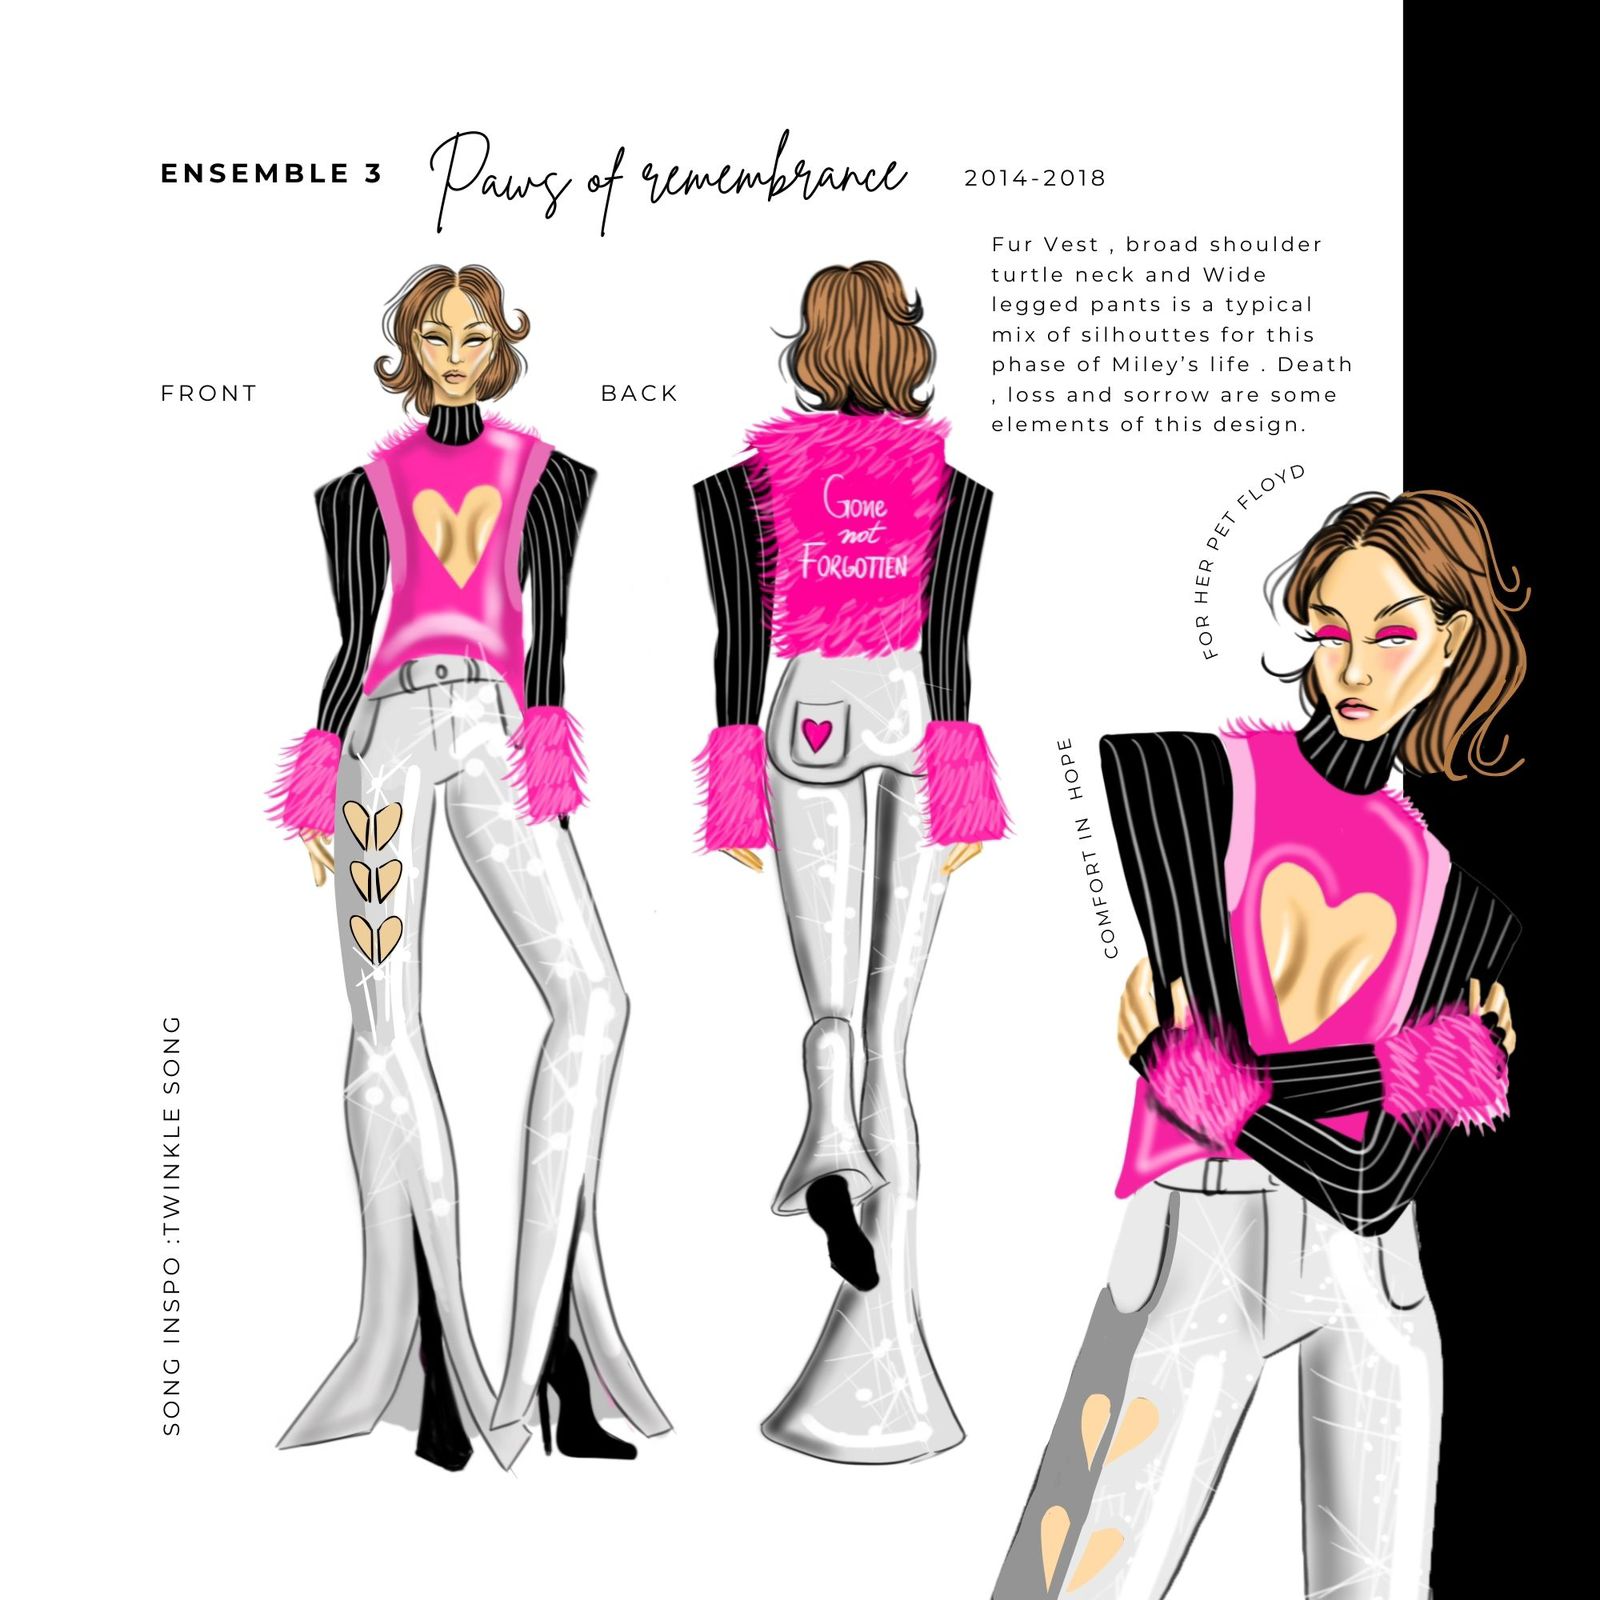 ENSEMBLE 3
Paws of remembrance
2014-2018
Fur Vest , broad shoulder
turtle neck and Wide
legged pants is a typical
mix of silhouttes for this
phase of Miley’s life . Death
, loss and sorrow are some
elements of this design.
FRONT
BACK
Gone
not
FORGOTTEN
FOR HER PET FLOYD
COMFORT IN HOPE
SONG INSPO :TWINKLE SONG